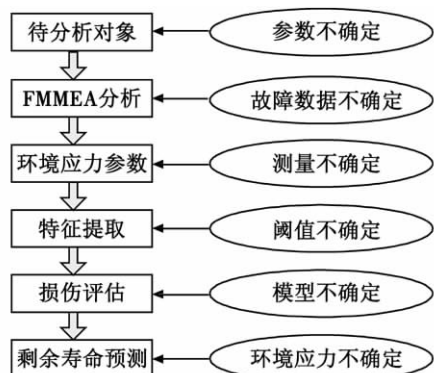 待分析对象
参数不确定
FMMEA分析
故障数据不确定
环境应力参数
测量不确定
特征提取
阈值不确定
损伤评估
模型不确定
剩余寿命预测
环境应力不确定